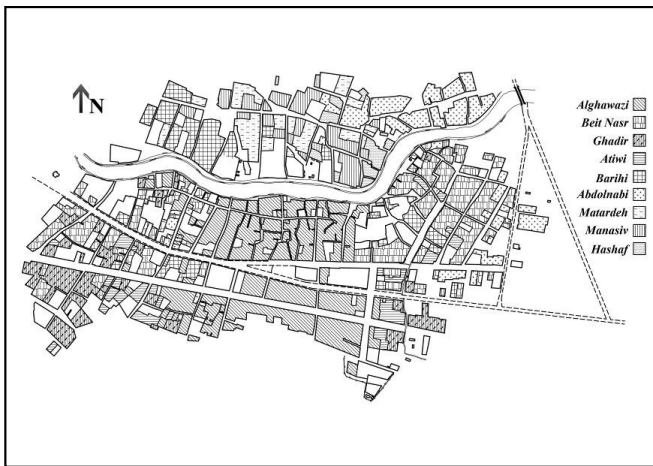 N
Alghawazi
Beit Nasr
Ghadir
Atiwi
Barihi
Abdolnabi
Matardeh
Manasiv
Hashaf